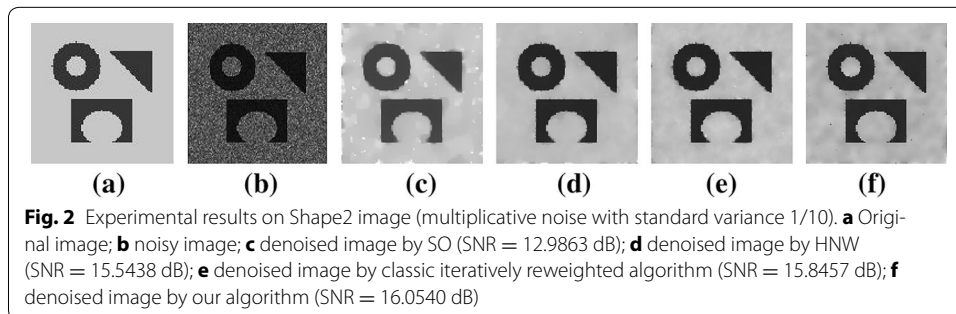 (a) (b) (c) (d) (e) (f)
Fig. 2 Experimental results on Shape2 image (multiplicative noise with standard variance 1/10). a Origi-
nal image; b noisy image; c denoised image by SO (SNR = 12.9863 dB); d denoised image by HNW
(SNR = 15.5438 dB); e denoised image by classic iteratively reweighted algorithm (SNR = 15.8457 dB); f
denoised image by our algorithm (SNR = 16.0540 dB)